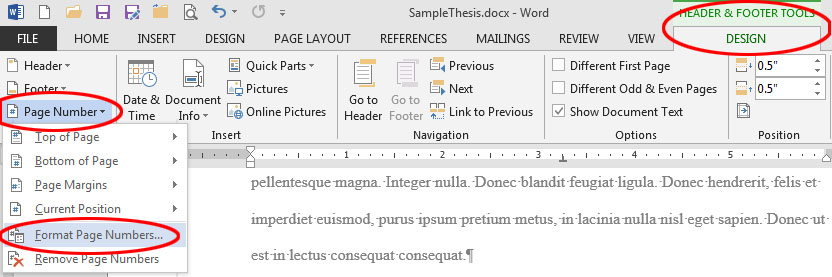 SampleThesis.docx - Word
HEADER & FOOTER TOOLS
FILE HOME INSERT DESIGN PAGE LAYOUT REFERENCES MAILINGS REVIEW VIEW DESIGN
Header
Footer
Page Number
Date & Time
Document Info
Quick Parts
Pictures
Online Pictures
Insert
Go to Header
Go to Footer
Previous
Next
Link to Previous
Navigation
Different First Page
Different Odd & Even Pages
Show Document Text
Options
0.5"
0.5"
Position
Top of Page
Bottom of Page
Page Margins
Current Position
Format Page Numbers...
Remove Page Numbers
1 2 3 4 5
pellentesque·magna.·Integer·nulla.·Donec·blandit·feugiat·ligula.·Donec·hendrerit,·felis·et·
imperdiet·euismod,·purus·ipsum·pretium·metus,·in·lacinia·nulla·nisl·eget·sapien.·Donec·ut·
est·in·lectus·consequat·consequat.¶